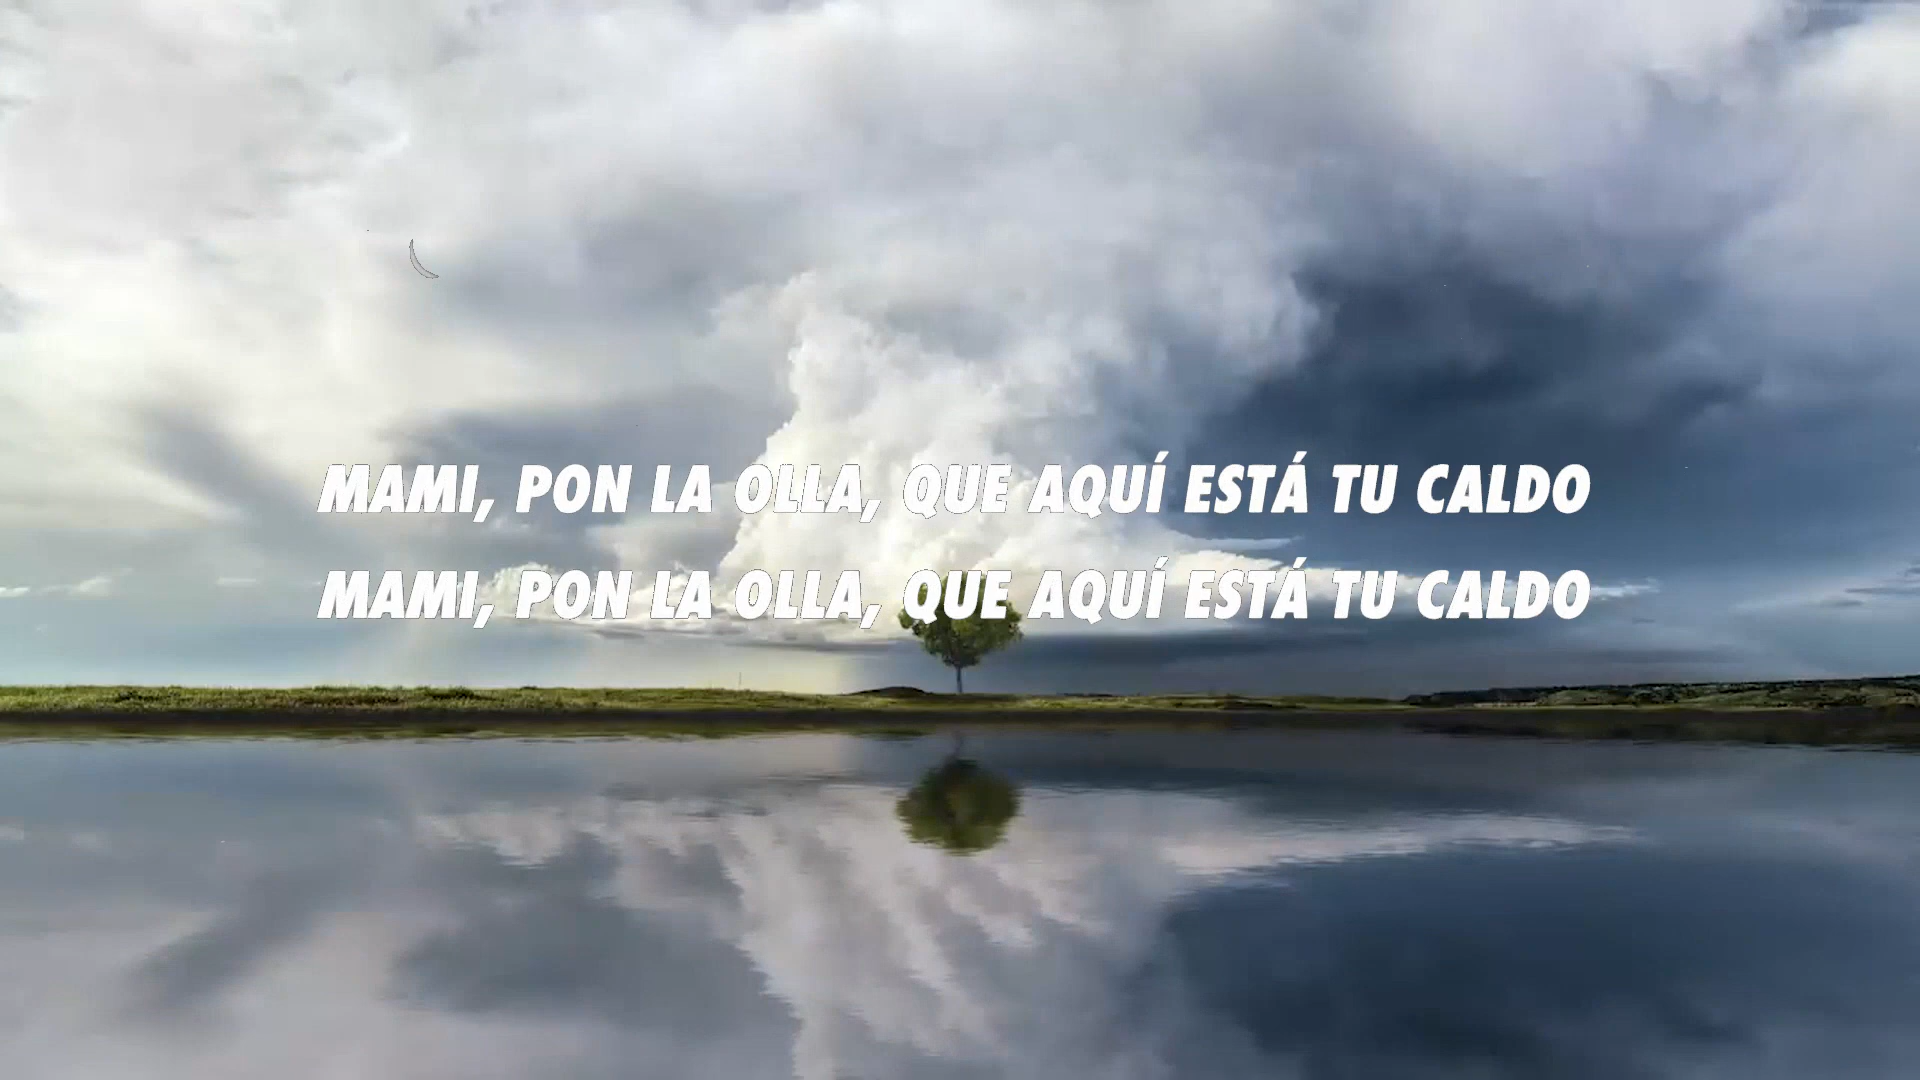 MAMI, PON LA OLLA, QUE AQUÍ ESTÁ TU CALDO
MAMI, PON LA OLLA, QUE AQUÍ ESTÁ TU CALDO